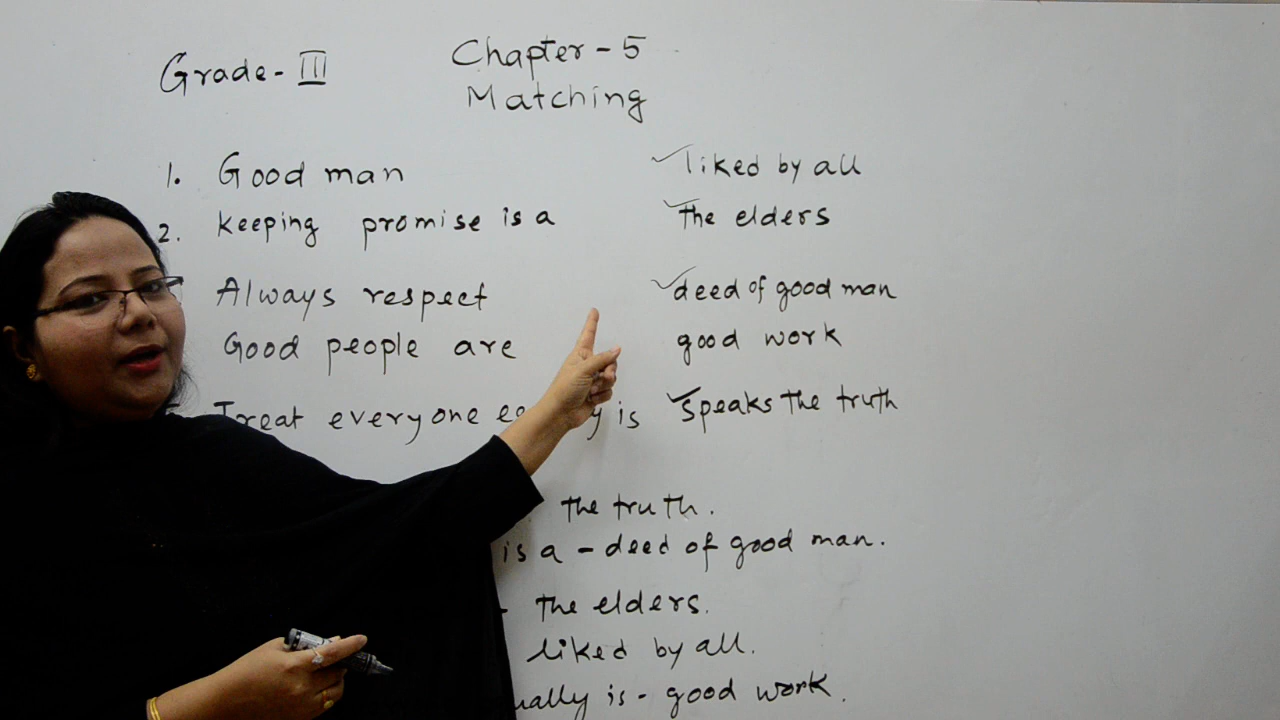 Grade - III Chapter - 5
Matching
1. Good man ✓liked by all
2. keeping promise is a ✓the elders
Always respect ✓deed of good man
Good people are good work
Treat everyone is ✓speaks the truth
the truth.
is a - deed of good man.
- the elders.
liked by all.
ually is - good work.